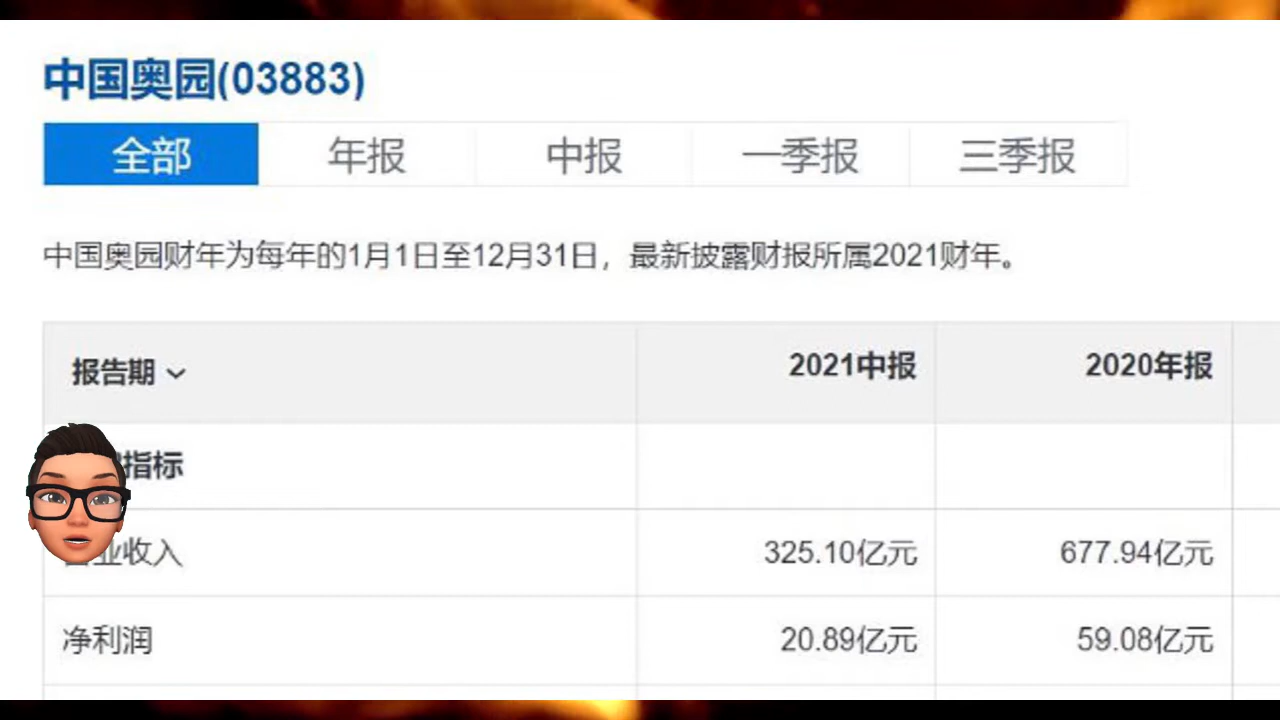 中国奥园(03883)
全部 年报 中报 一季报 三季报
中国奥园财年为每年的1月1日至12月31日，最新披露财报所属2021财年。
报告期 2021中报 2020年报
指标
业收入 325.10亿元 677.94亿元
净利润 20.89亿元 59.08亿元